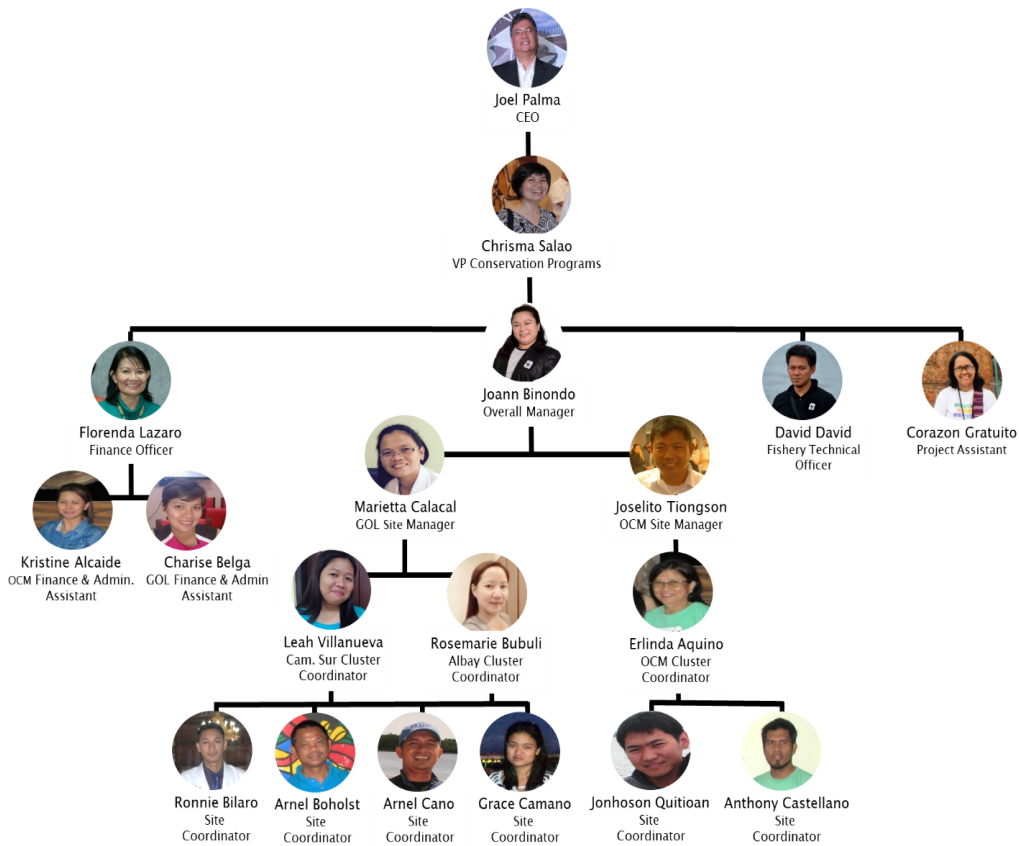 Joel Palma
CEO
Chrisma Salao
VP Conservation Programs
Joann Binondo
Overall Manager
Florenda Lazaro
Finance Officer
David David
Fishery Technical
Officer
Corazon Gratuito
Project Assistant
Marietta Calacal
GOL Site Manager
Joselito Tiongson
OCM Site Manager
Kristine Alcaide
OCM Finance & Admin.
Assistant
Charise Belga
GOL Finance & Admin
Assistant
Leah Villanueva
Cam. Sur Cluster
Coordinator
Rosemarie Bubuli
Albay Cluster
Coordinator
Erlinda Aquino
OCM Cluster
Coordinator
Ronnie Bilaro
Site
Coordinator
Arnel Boholst
Site
Coordinator
Arnel Cano
Site
Coordinator
Grace Camano
Site
Coordinator
Jonhoson Quitioan
Site
Coordinator
Anthony Castellano
Site
Coordinator